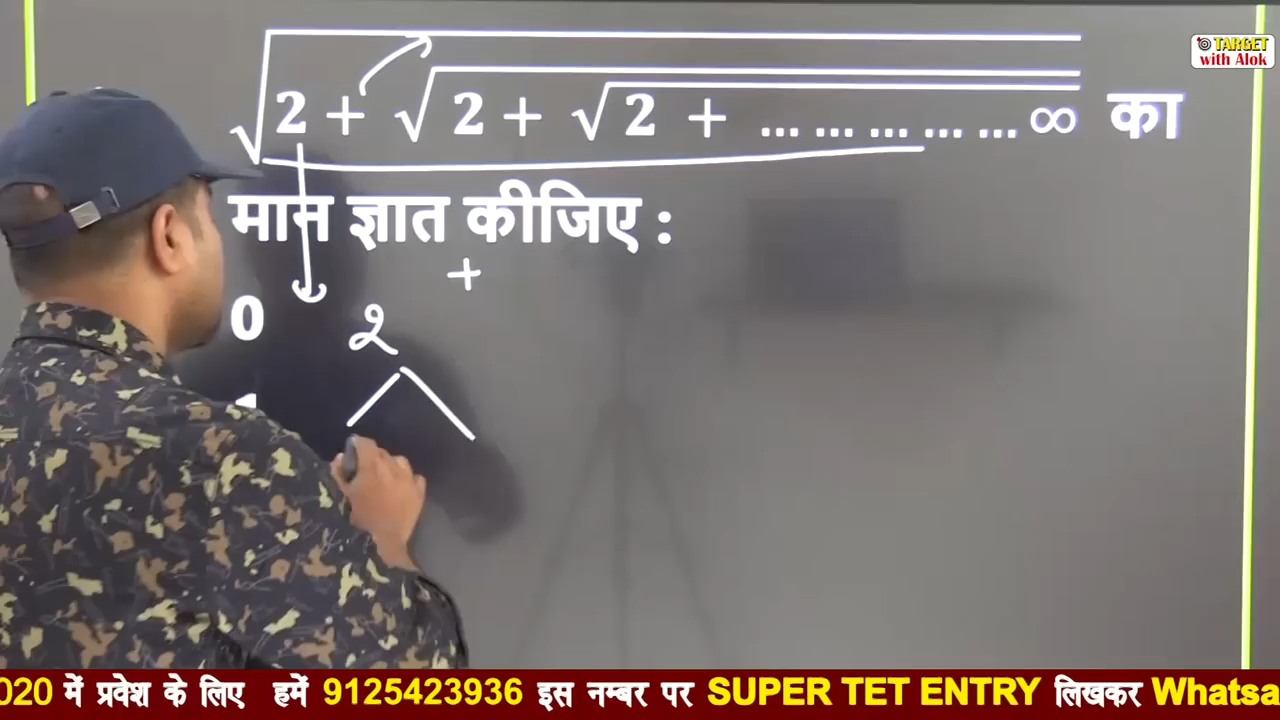 TARGET
with Alok
√2 + √2 + √2 + ... ... ... ... ... ∞ का
मान ज्ञात कीजिए :
+
0 २
020 में प्रवेश के लिए हमें 9125423936 इस नम्बर पर SUPER TET ENTRY लिखकर Whatsa